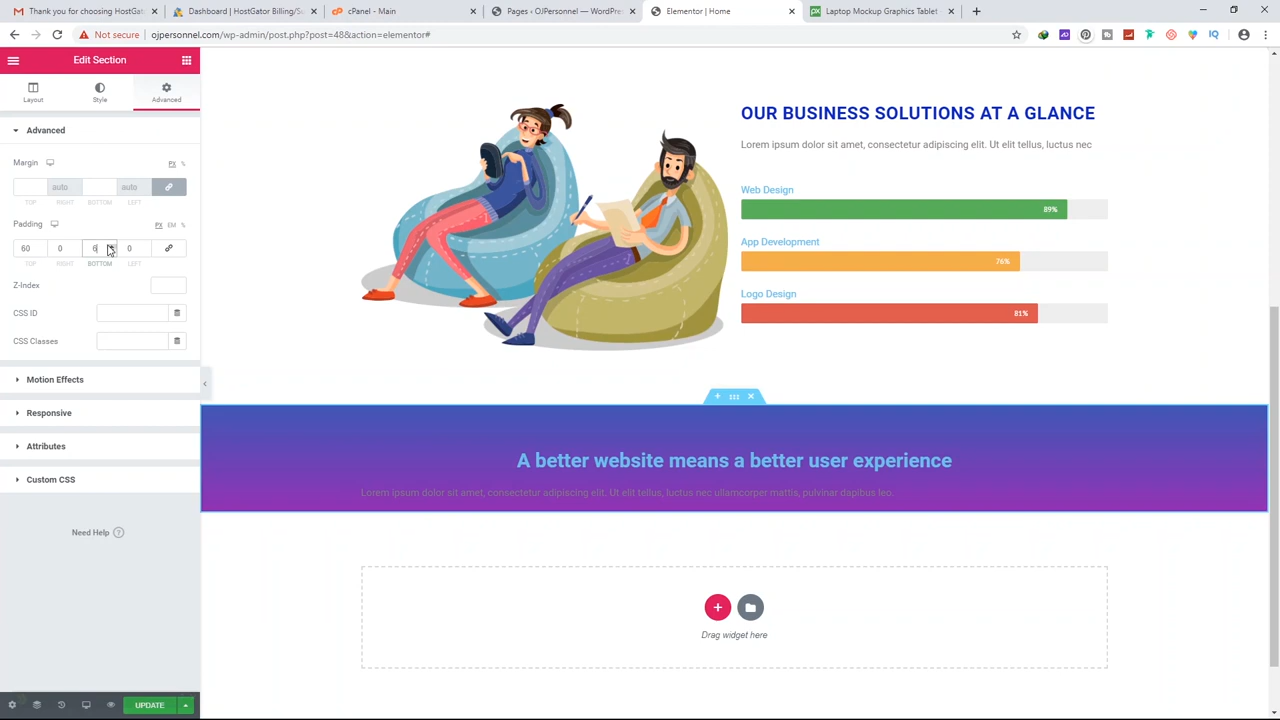 Thank you for choosing HostGat
Dashboard | HostGator Billing/Su
cPanel - Main
Pages ‹ OJPersonnel — WordPres
Elementor | Home
Laptop Mockup Graphics Tablet
Not secure | ojpersonnel.com/wp-admin/post.php?post=48&action=elementor#
Edit Section
Layout
Style
Advanced
Advanced
Margin
PX %
auto
auto
TOP RIGHT BOTTOM LEFT
Padding
PX EM %
60 0 6 0
TOP RIGHT BOTTOM LEFT
Z-Index
CSS ID
CSS Classes
Motion Effects
Responsive
Attributes
Custom CSS
Need Help ?
UPDATE
OUR BUSINESS SOLUTIONS AT A GLANCE
Lorem ipsum dolor sit amet, consectetur adipiscing elit. Ut elit tellus, luctus nec
Web Design
89%
App Development
76%
Logo Design
81%
A better website means a better user experience
Lorem ipsum dolor sit amet, consectetur adipiscing elit. Ut elit tellus, luctus nec ullamcorper mattis, pulvinar dapibus leo.
Drag widget here